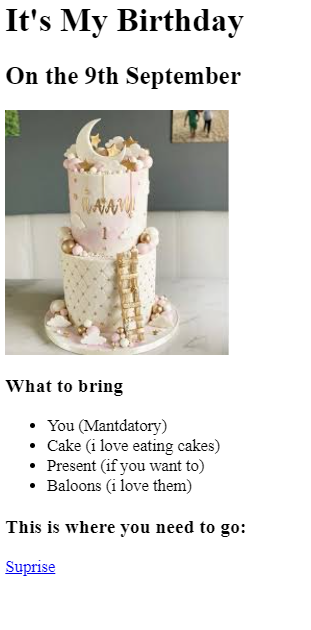 It's My Birthday
On the 9th September
1
What to bring
You (Mantdatory)
Cake (i love eating cakes)
Present (if you want to)
Baloons (i love them)
This is where you need to go:
Suprise